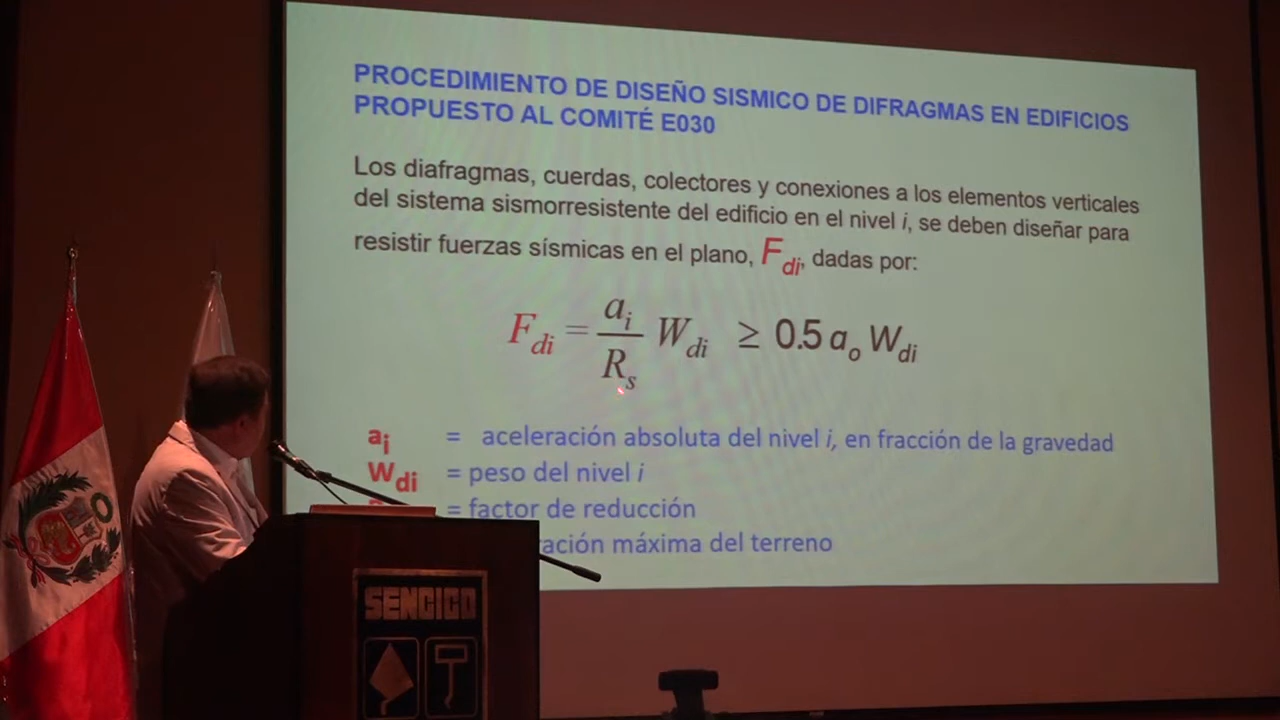 PROCEDIMIENTO DE DISEÑO SISMICO DE DIFRAGMAS EN EDIFICIOS
PROPUESTO AL COMITÉ E030
Los diafragmas, cuerdas, colectores y conexiones a los elementos verticales
del sistema sismorresistente del edificio en el nivel i, se deben diseñar para
resistir fuerzas sísmicas en el plano, Fdi, dadas por:
Fdi = ai / Rs Wdi ≥ 0.5 ao Wdi
ai = aceleración absoluta del nivel i, en fracción de la gravedad
Wdi = peso del nivel i
= factor de reducción
ación máxima del terreno
SENCICO